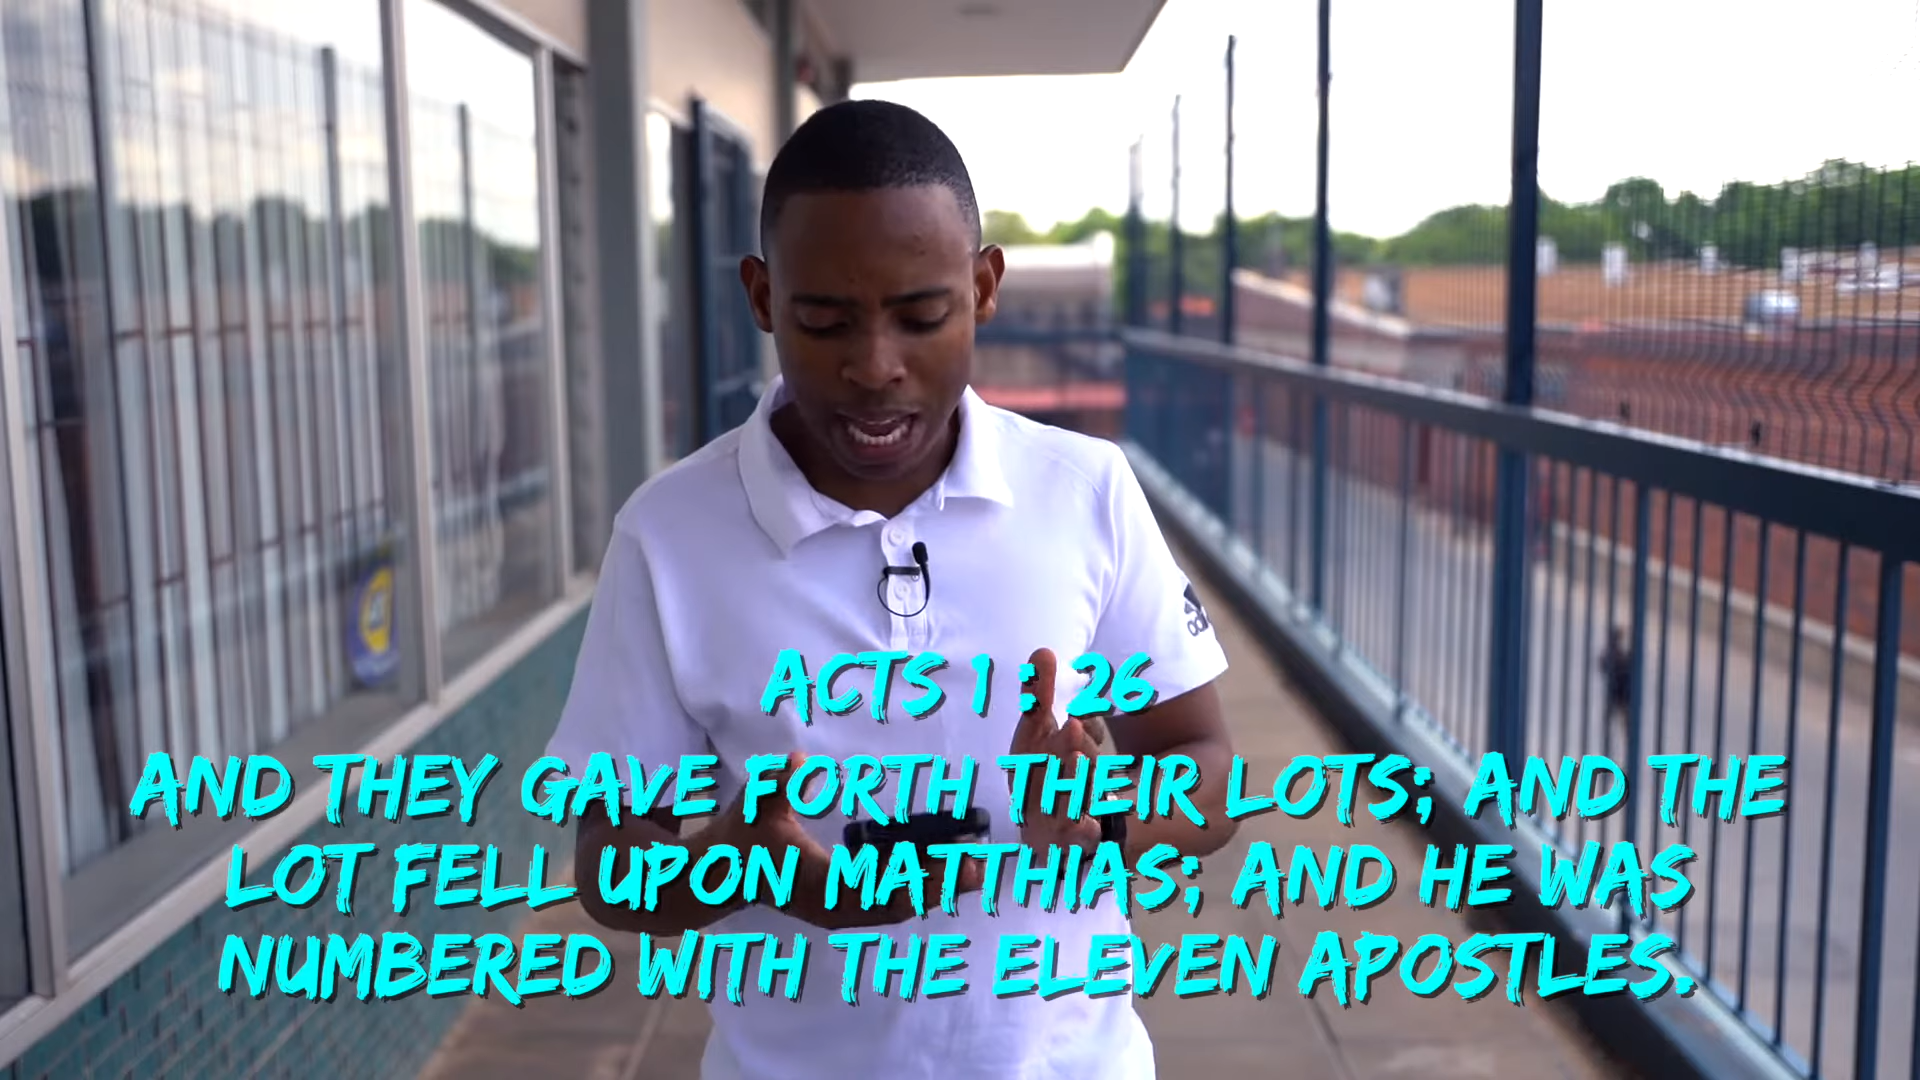 ACTS 1 : 26
AND THEY GAVE FORTH THEIR LOTS; AND THE
LOT FELL UPON MATTHIAS; AND HE WAS
NUMBERED WITH THE ELEVEN APOSTLES.